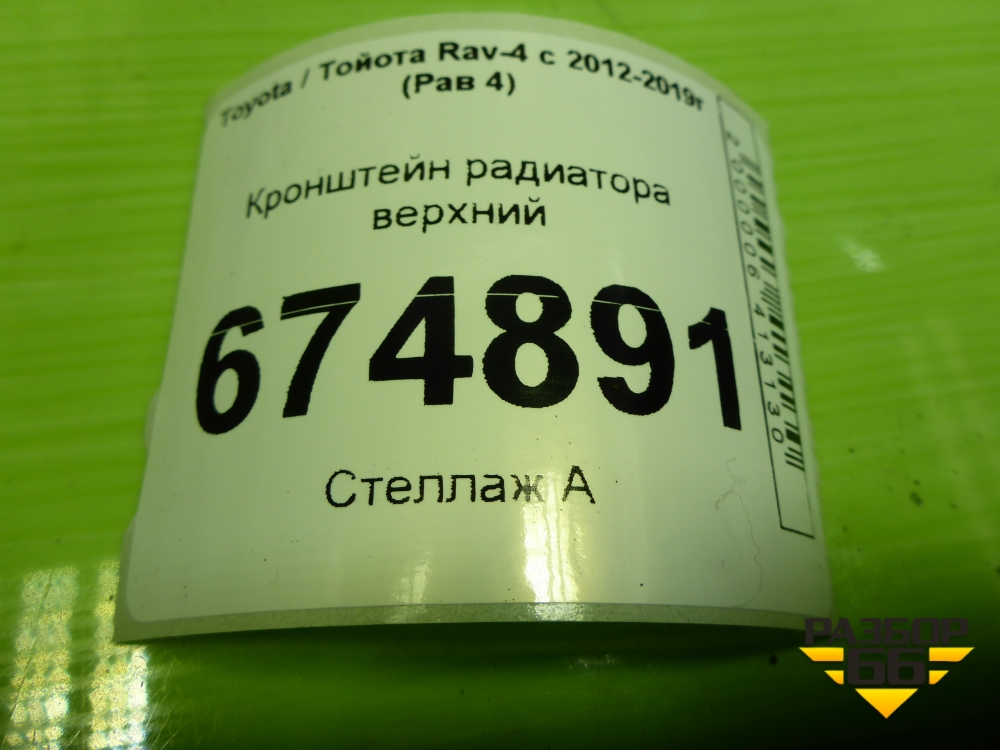 Toyota / Тойота Rav-4 с 2012-2019г
(Рав 4)
Кронштейн радиатора
верхний
674891
Стеллаж А
2000006413130
РАЗБОР
66